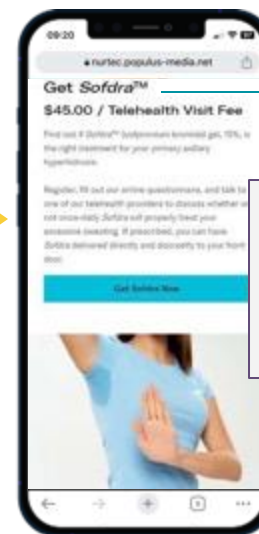 09:20
nurtec.populus-media.net
Get Sofdra™
$45.00 / Telehealth Visit Fee
Find out if Sofdra™ (sofpironium bromide) gel, 12%, is
the right treatment for your primary axillary
hyperhidrosis.
Register, fill out our online questionnaire, and talk to
one of our telehealth providers to discuss whether or
not once-daily Sofdra will properly treat your
excessive sweating. If prescribed, you can have
Sofdra delivered directly and discreetly to your front
door.
Get Sofdra Now